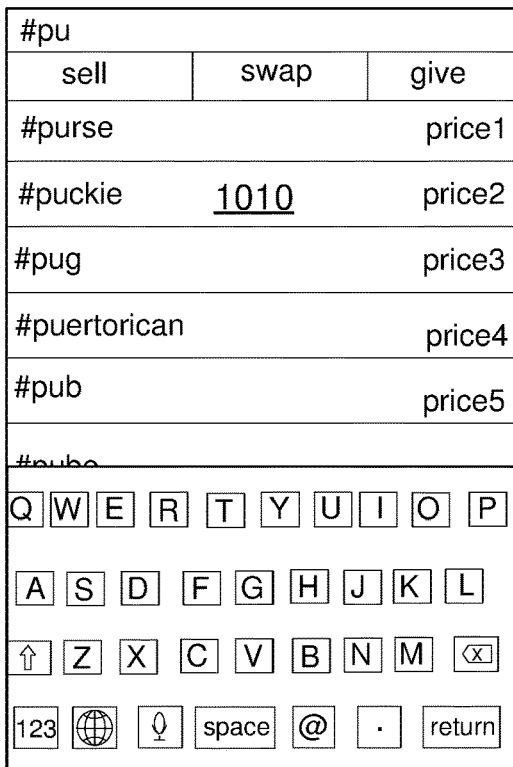 #pu
sell swap give
#purse price1
#puckie 1010 price2
#pug price3
#puertorican price4
#pub price5
Q W E R T Y U I O P
A S D F G H J K L
⇧ Z X C V B N M X
123 space @ . return